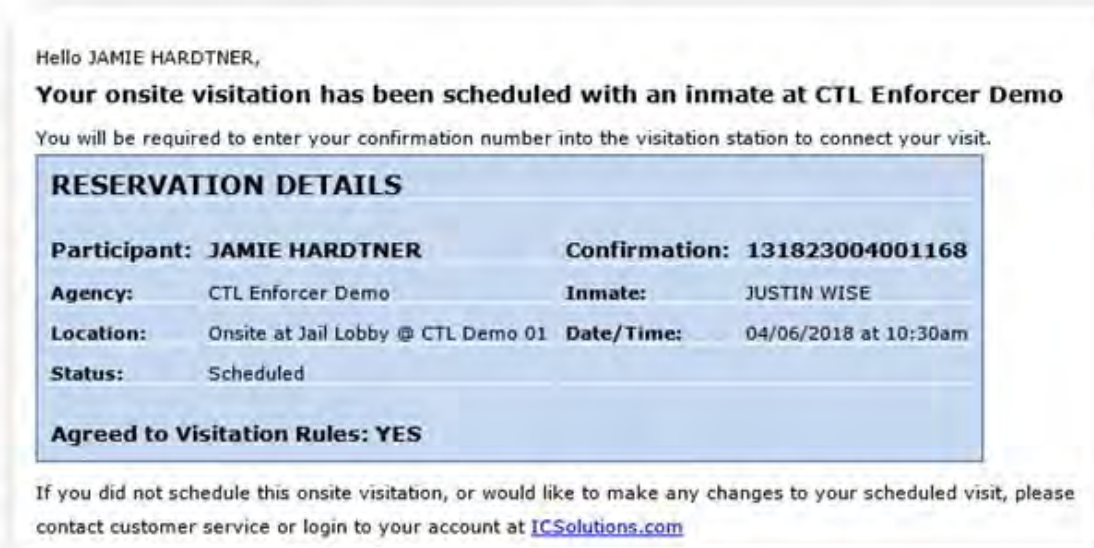 Hello JAMIE HARDTNER,
Your onsite visitation has been scheduled with an inmate at CTL Enforcer Demo
You will be required to enter your confirmation number into the visitation station to connect your visit.
RESERVATION DETAILS
Participant: JAMIE HARDTNER Confirmation: 131823004001168
Agency: CTL Enforcer Demo Inmate: JUSTIN WISE
Location: Onsite at Jail Lobby @ CTL Demo 01 Date/Time: 04/06/2018 at 10:30am
Status: Scheduled
Agreed to Visitation Rules: YES
If you did not schedule this onsite visitation, or would like to make any changes to your scheduled visit, please
contact customer service or login to your account at ICSolutions.com